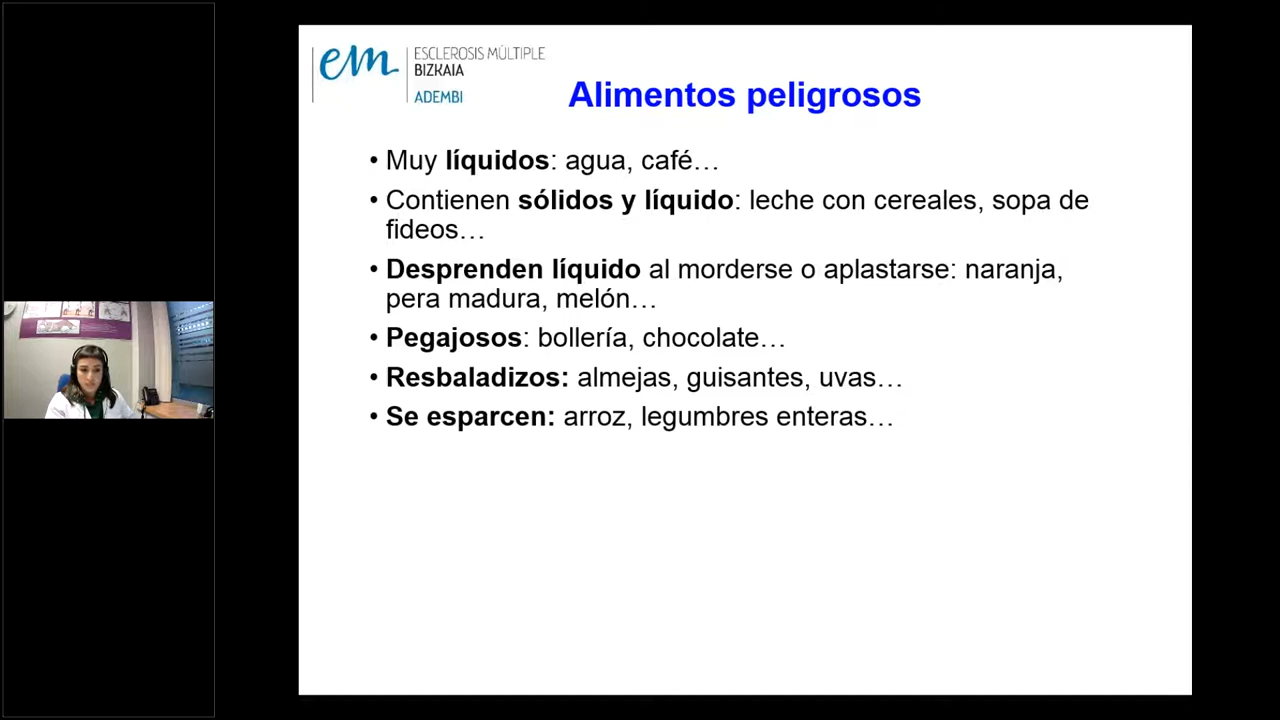 em
ESCLEROSIS MÚLTIPLE
BIZKAIA
ADEMBI
Alimentos peligrosos
• Muy líquidos: agua, café…
• Contienen sólidos y líquido: leche con cereales, sopa de
fideos…
• Desprenden líquido al morderse o aplastarse: naranja,
pera madura, melón…
• Pegajosos: bollería, chocolate…
• Resbaladizos: almejas, guisantes, uvas…
• Se esparcen: arroz, legumbres enteras…